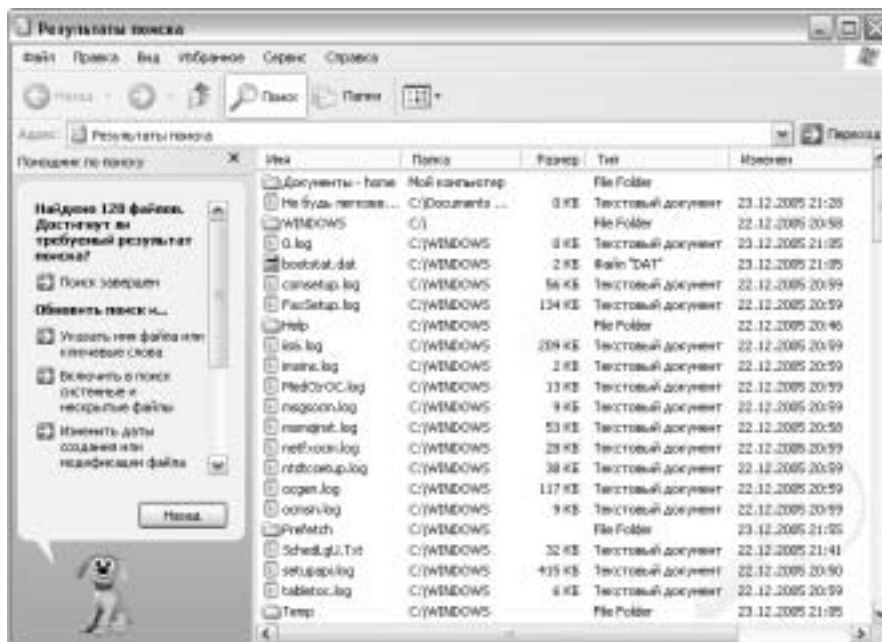 Результаты поиска
Файл Правка Вид Избранное Сервис Справка
Назад Поиск Папки
Адрес: Результаты поиска Переход
Помощник по поиску
Найдено 128 файлов.
Достигнут ли
требуемый результат
поиска?
Поиск завершен
Обновить поиск и...
Указать имя файла или
ключевые слова
Включить в поиск
системные и
нескрытые файлы
Изменить даты
создания или
модификации файла
Назад
Имя Папка Размер Тип Изменен
Документы - home Мой компьютер File Folder
Не будь легкове... C:\Documents ... 0 КБ Текстовый документ 23.12.2005 21:28
WINDOWS C:\ File Folder 22.12.2005 20:58
0.log C:\WINDOWS 0 КБ Текстовый документ 23.12.2005 21:05
bootstat.dat C:\WINDOWS 2 КБ Файл "DAT" 23.12.2005 21:05
comsetup.log C:\WINDOWS 56 КБ Текстовый документ 22.12.2005 20:59
FaxSetup.log C:\WINDOWS 134 КБ Текстовый документ 22.12.2005 20:59
Help C:\WINDOWS File Folder 22.12.2005 20:46
iis6.log C:\WINDOWS 209 КБ Текстовый документ 22.12.2005 20:59
imsins.log C:\WINDOWS 2 КБ Текстовый документ 22.12.2005 20:59
MedCtrOC.log C:\WINDOWS 13 КБ Текстовый документ 22.12.2005 20:59
msgsocm.log C:\WINDOWS 9 КБ Текстовый документ 22.12.2005 20:59
msmqinst.log C:\WINDOWS 53 КБ Текстовый документ 22.12.2005 20:58
netfxocm.log C:\WINDOWS 28 КБ Текстовый документ 22.12.2005 20:59
ntdtcsetup.log C:\WINDOWS 38 КБ Текстовый документ 22.12.2005 20:59
ocgen.log C:\WINDOWS 117 КБ Текстовый документ 22.12.2005 20:59
ocmsn.log C:\WINDOWS 9 КБ Текстовый документ 22.12.2005 20:59
Prefetch C:\WINDOWS File Folder 23.12.2005 21:55
SchedLgU.Txt C:\WINDOWS 32 КБ Текстовый документ 22.12.2005 21:41
setupapi.log C:\WINDOWS 415 КБ Текстовый документ 22.12.2005
tabletoc.log C:\WINDOWS 6 КБ Текстовый документ 22.12.2005 20:59
Temp C:\WINDOWS File Folder 23.12.2005 21:05